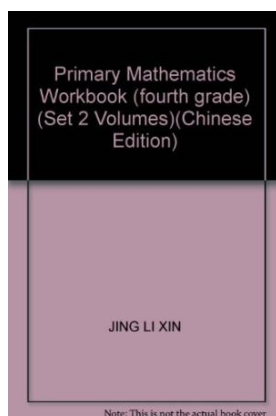 Primary Mathematics
Workbook (fourth grade)
(Set 2 Volumes)(Chinese
Edition)
JING LI XIN
Note: This is not the actual book cover